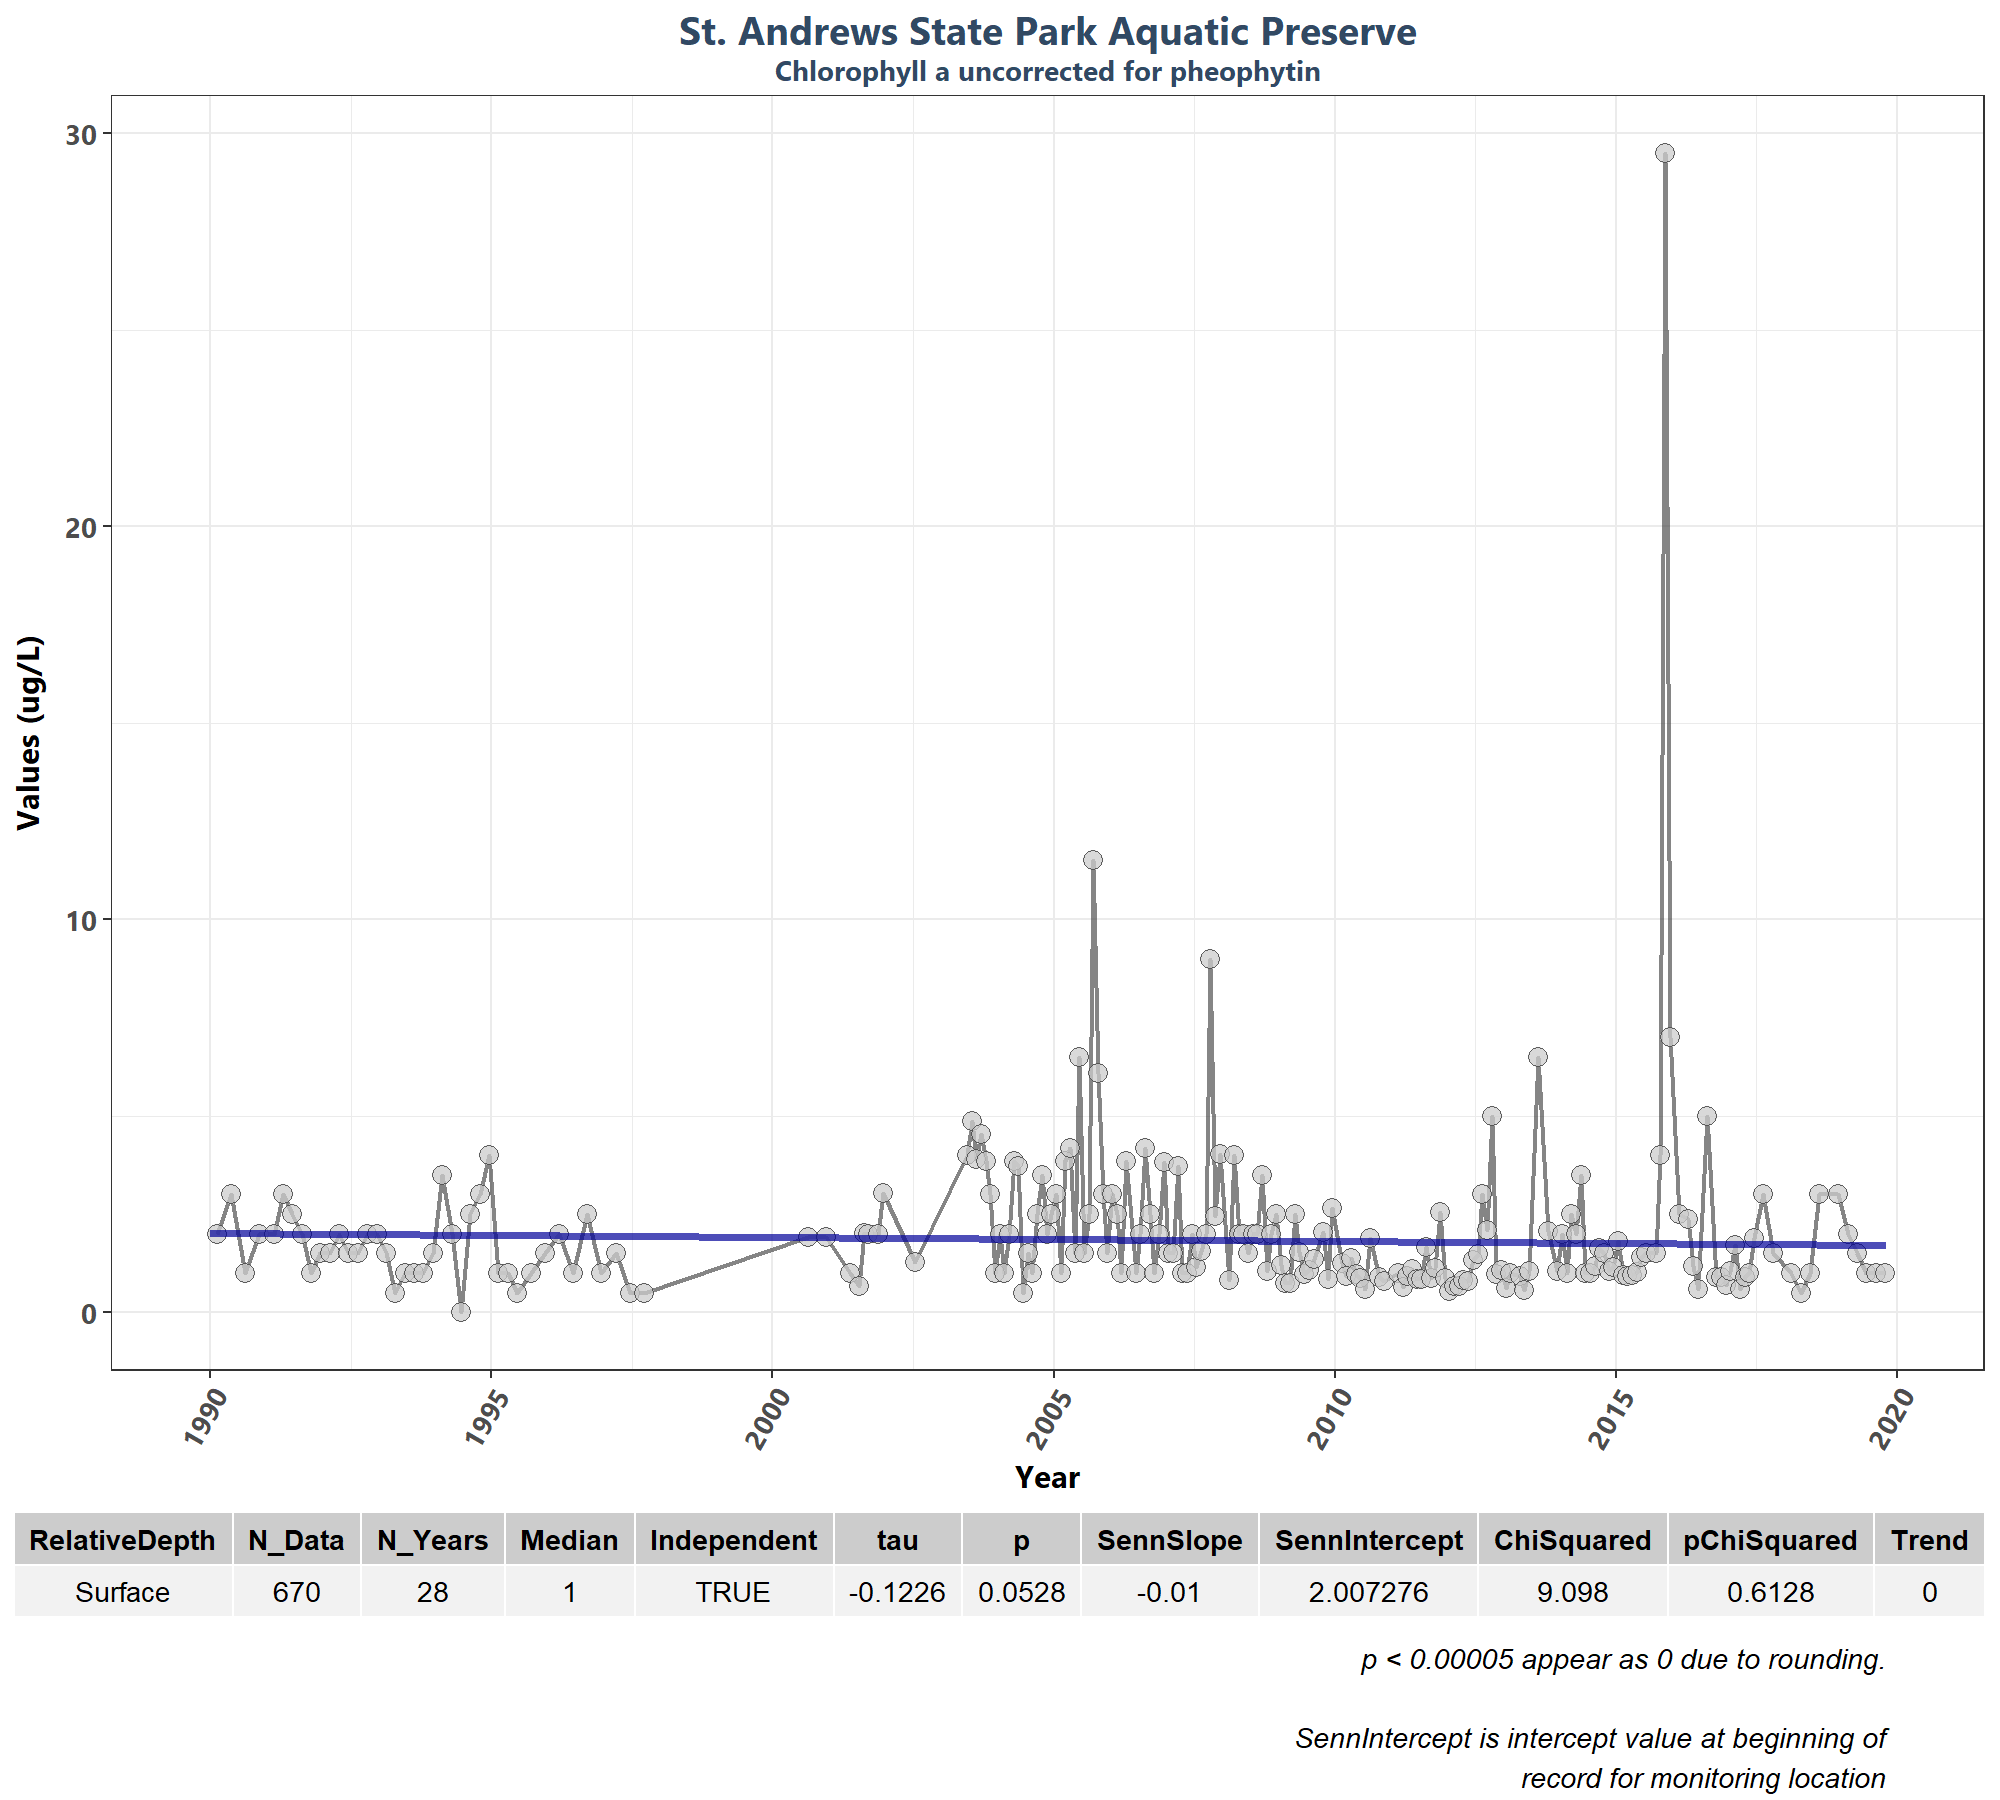 St. Andrews State Park Aquatic Preserve
Chlorophyll a uncorrected for pheophytin
30
20
10
0
Values (ug/L)
1990
1995
2000
2005
2010
2015
2020
Year
RelativeDepth N_Data N_Years Median Independent tau p SennSlope SennIntercept ChiSquared pChiSquared Trend
Surface 670 28 1 TRUE -0.1226 0.0528 -0.01 2.007276 9.098 0.6128 0
p < 0.00005 appear as 0 due to rounding.
SennIntercept is intercept value at beginning of
record for monitoring location